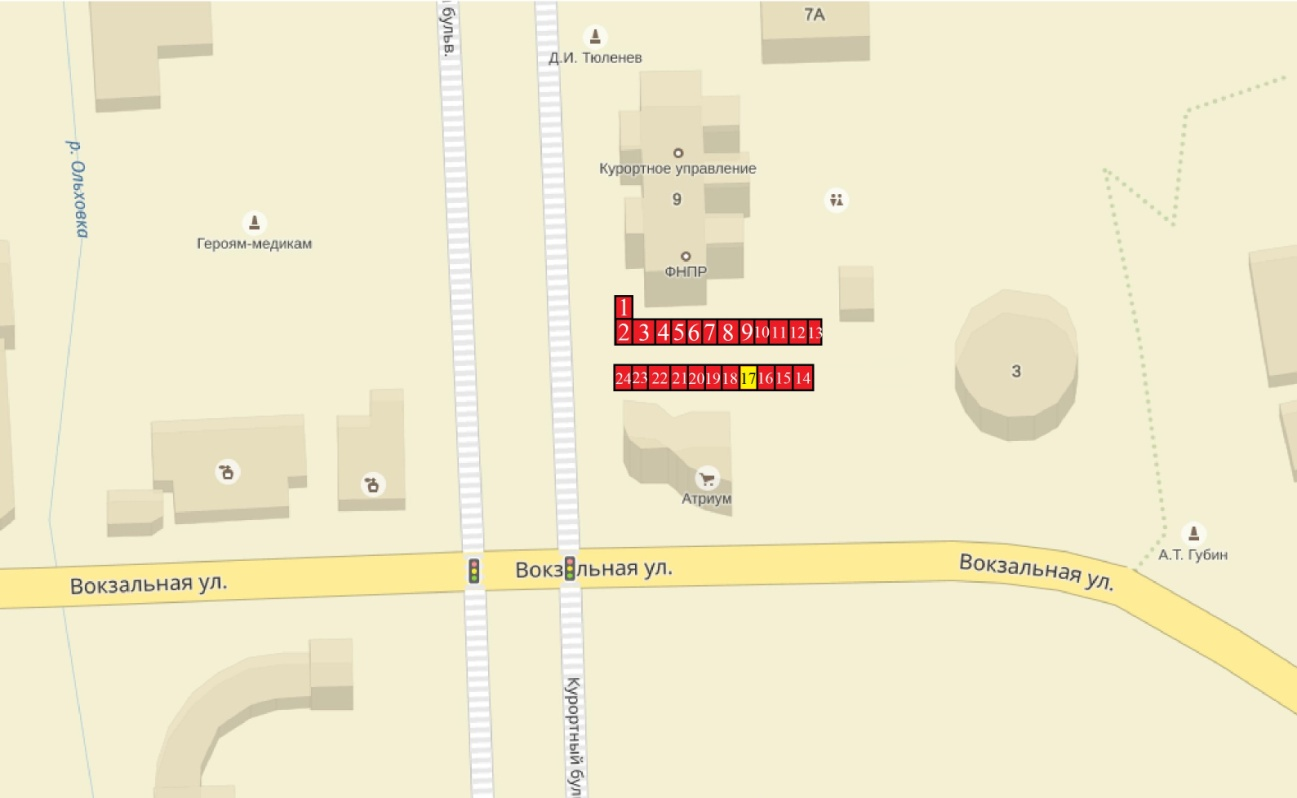 7А
бульв.
Д.И. Тюленев
р. Ольховка
Курортное управление
9
Героям-медикам
ФНПР
1
2 3 4 5 6 7 8 9 10 11 12 13
24 23 22 21 20 19 18 17 16 15 14
3
Атриум
А.Т. Губин
Вокзальная ул.
Вокзальная ул.
Вокзальная ул.
Курортный бул